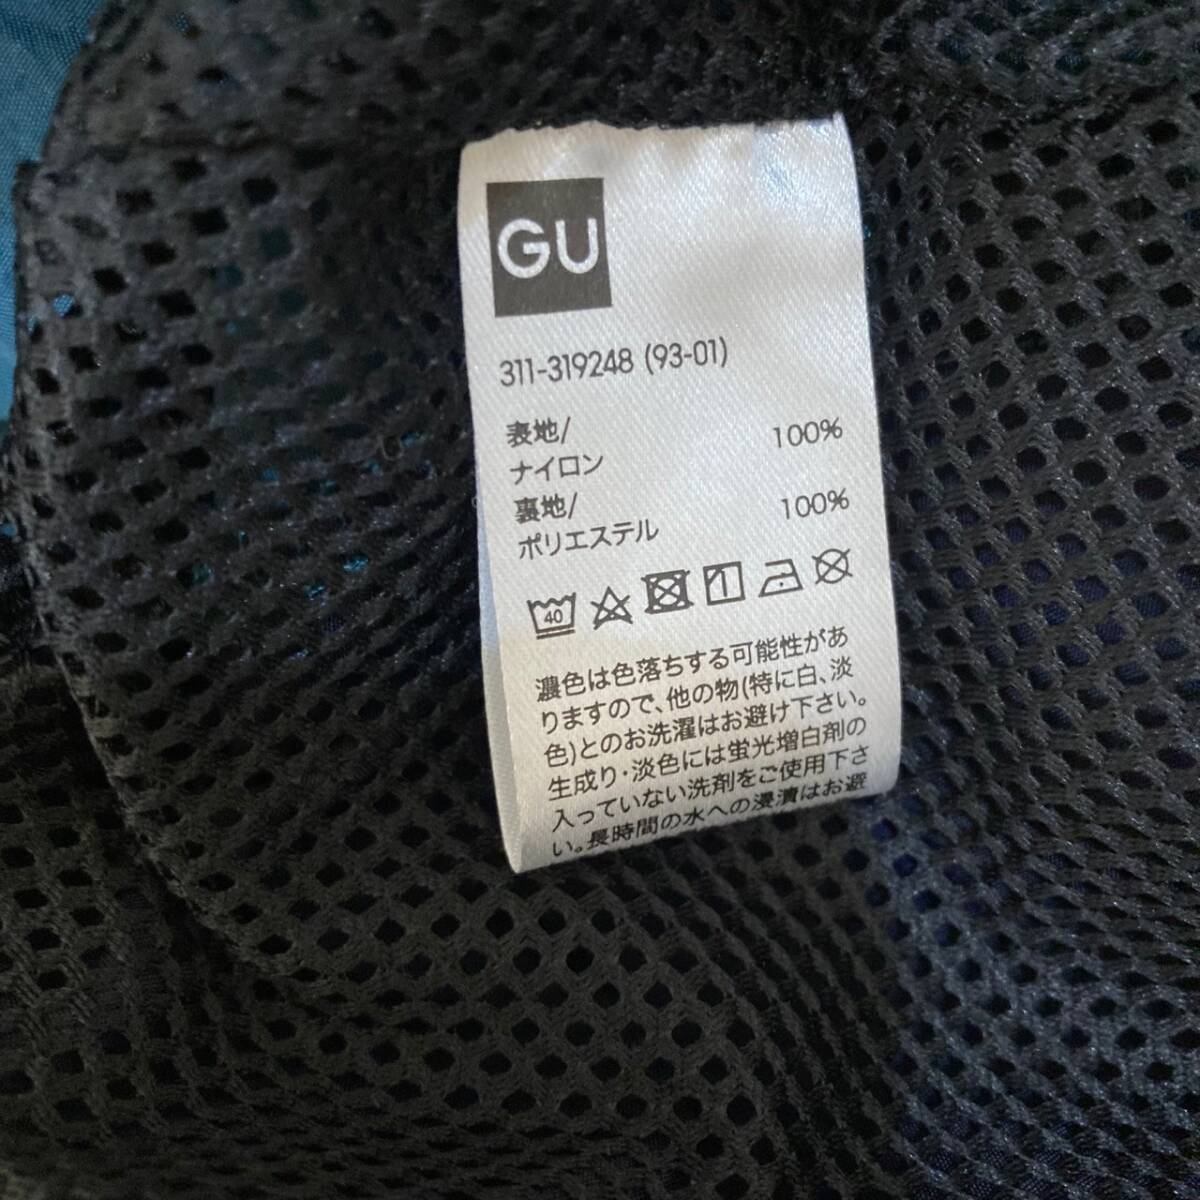 GU
311-319248 (93-01)
表地/
ナイロン 100%
裏地/
ポリエステル 100%
40
濃色は色落ちする可能性があ
りますので、他の物(特に白、淡
色)とのお洗濯はお避け下さい。
生成り・淡色には蛍光増白剤の
入っていない洗剤をご使用下さ
い。長時間の水への浸漬はお避